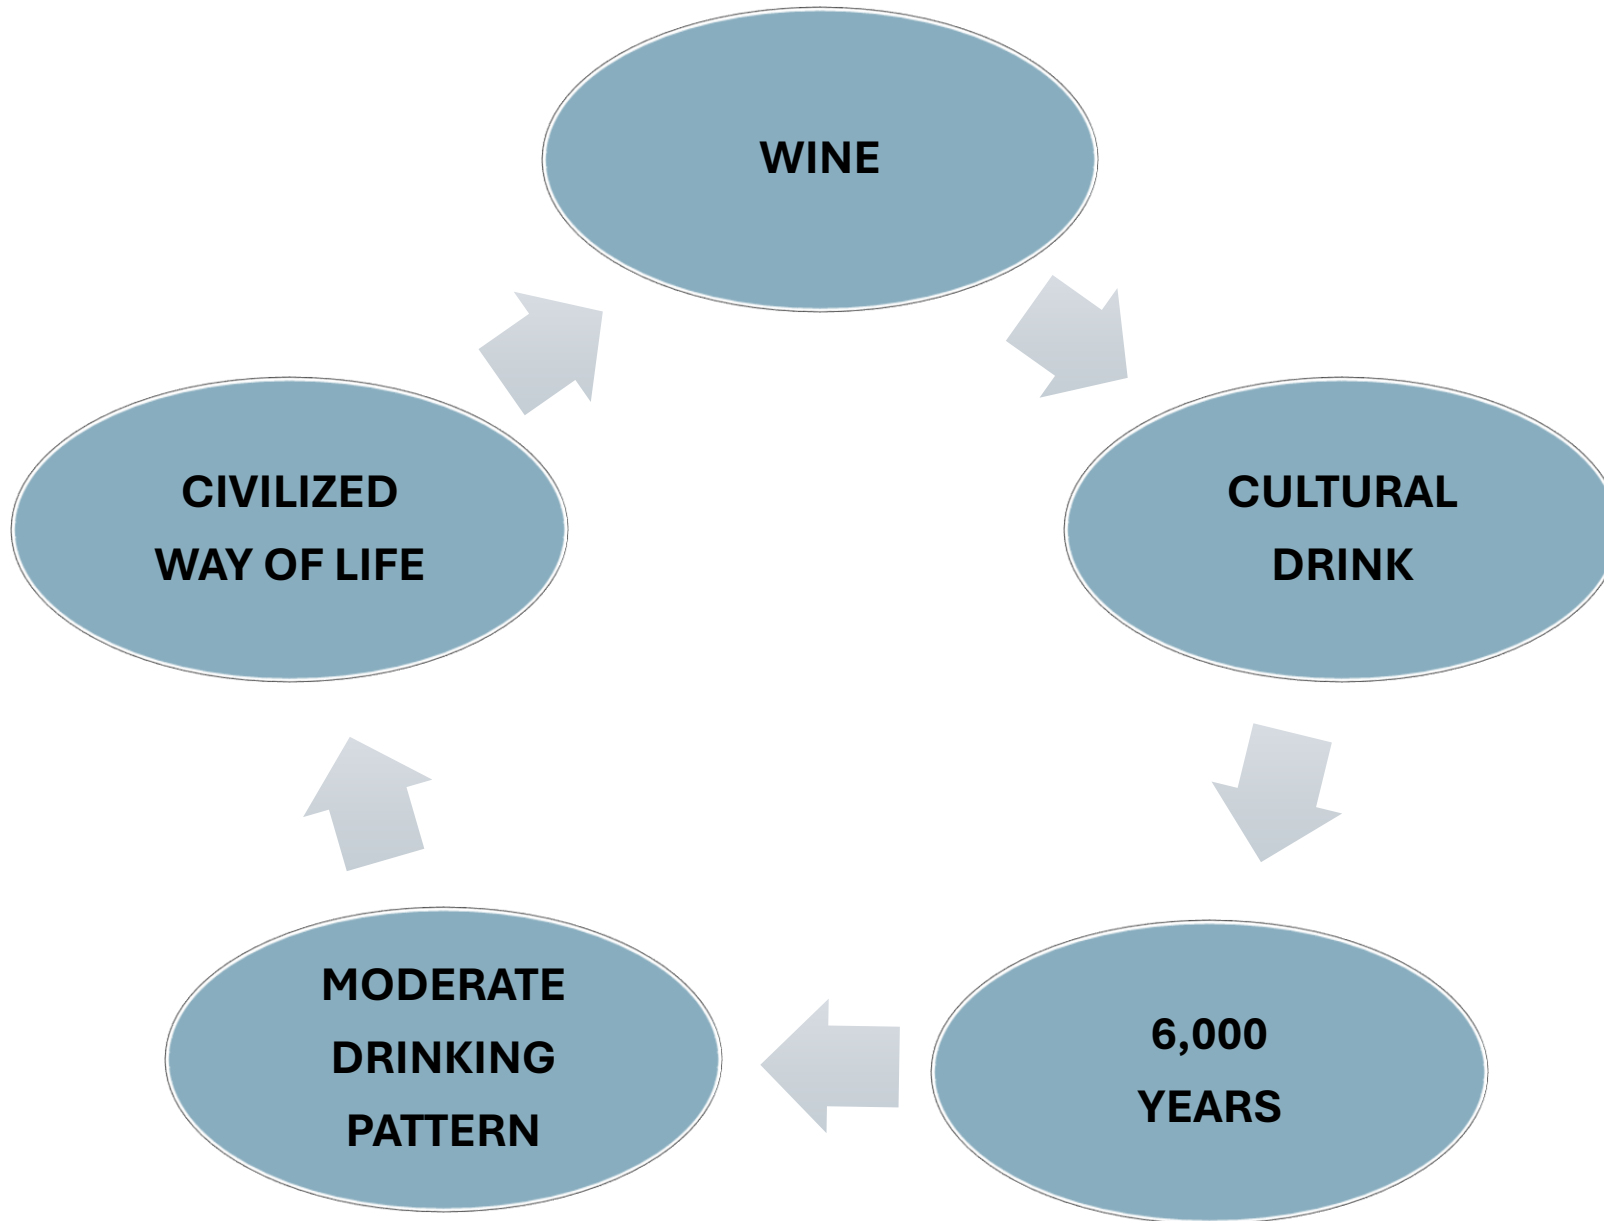 WINE
CULTURAL
DRINK
6,000
YEARS
MODERATE
DRINKING
PATTERN
CIVILIZED
WAY OF LIFE